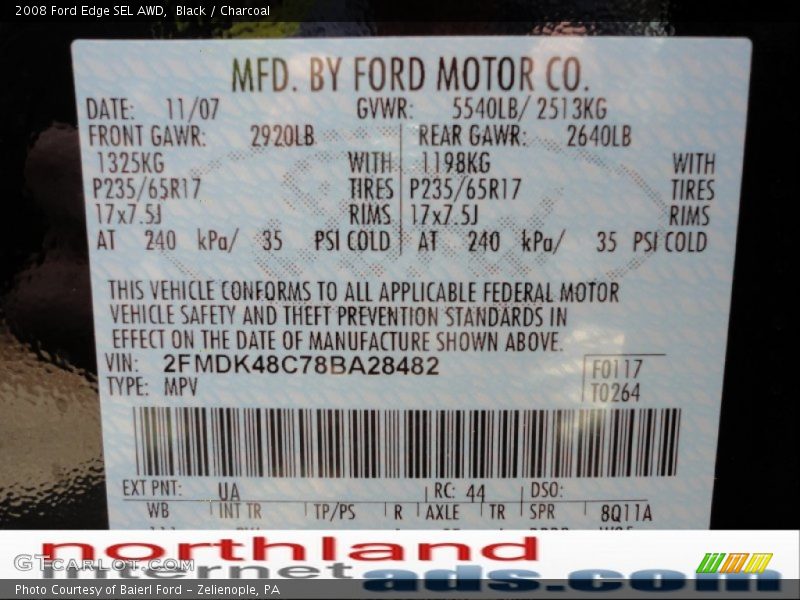 2008 Ford Edge SEL AWD,  Black / Charcoal
MFD. BY FORD MOTOR CO.
DATE: 11/07 GVWR: 5540LB/ 2513KG
FRONT GAWR: 2920LB REAR GAWR: 2640LB
1325KG WITH 1198KG WITH
P235/65R17 TIRES P235/65R17 TIRES
17x7.5J RIMS 17x7.5J RIMS
AT 240 kPa/ 35 PSI COLD AT 240 kPa/ 35 PSI COLD
THIS VEHICLE CONFORMS TO ALL APPLICABLE FEDERAL MOTOR
VEHICLE SAFETY AND THEFT PREVENTION STANDARDS IN
EFFECT ON THE DATE OF MANUFACTURE SHOWN ABOVE.
VIN: 2FMDK48C78BA28482 F0117
TYPE: MPV T0264
EXT PNT: UA RC: 44 DSO:
WB INT TR TP/PS R AXLE TR SPR 8Q11A
northland
internet ads.com
GTCarLot.com
Photo Courtesy of Baierl Ford - Zelienople, PA